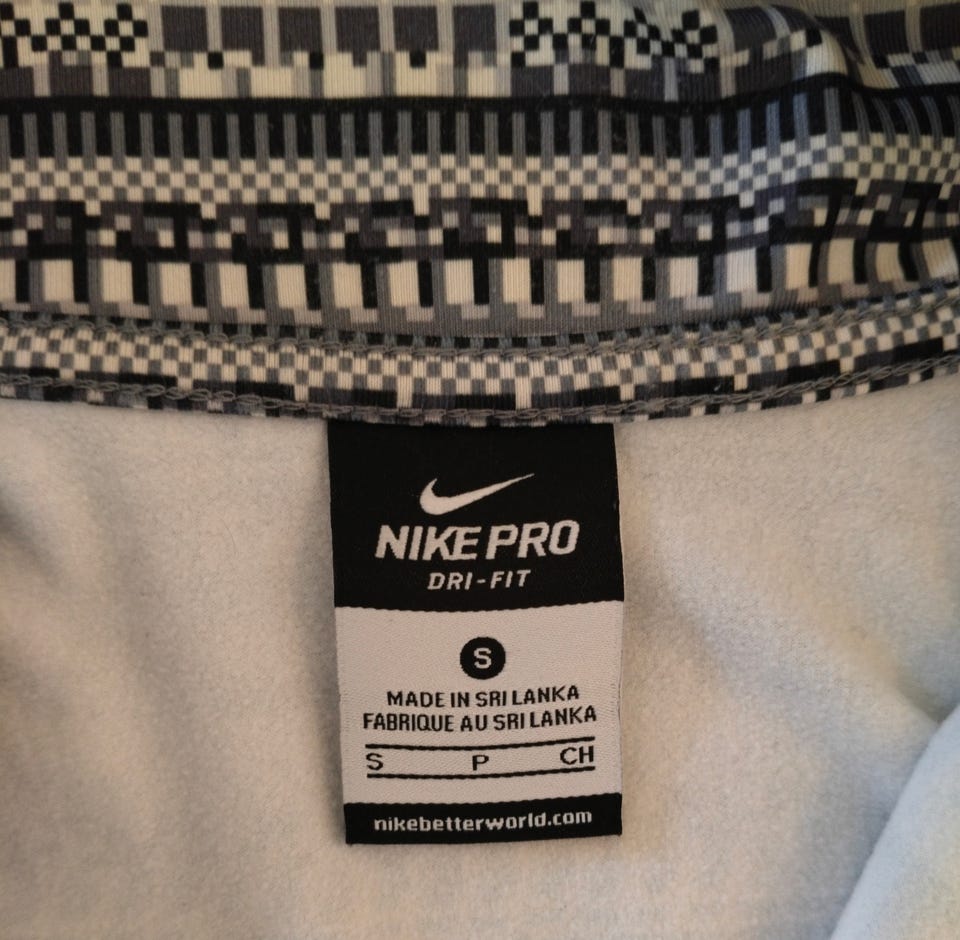 NIKE PRO
DRI-FIT
S
MADE IN SRI LANKA
FABRIQUE AU SRI LANKA
S P CH
nikebetterworld.com